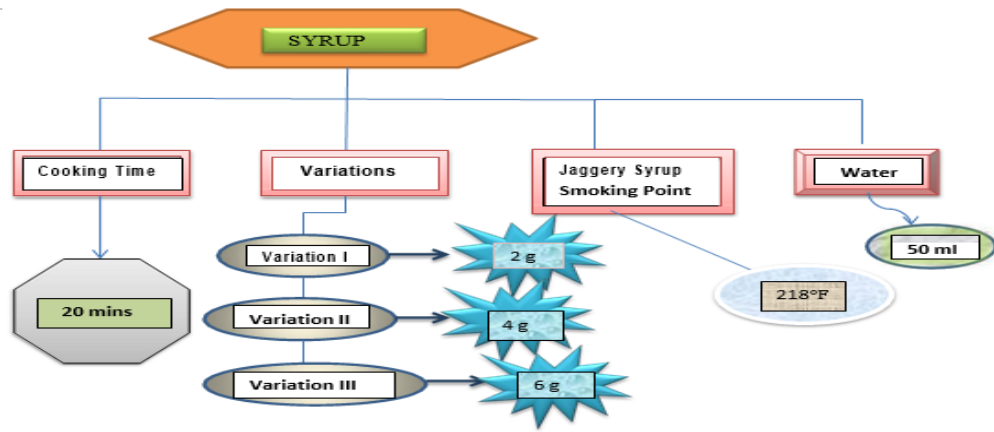 SYRUP
Cooking Time
Variations
Jaggery Syrup
Smoking Point
Water
20 mins
Variation I
2 g
Variation II
4 g
Variation III
6 g
218°F
50 ml